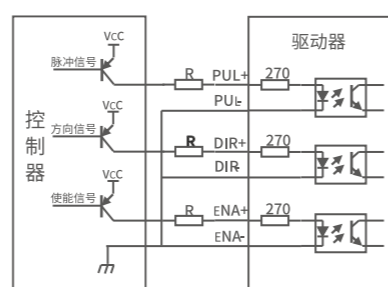 VCC
驱动器
脉冲信号
R PUL+ 270
PUL-
VCC
控制器
方向信号
R DIR+ 270
DIR-
VCC
使能信号
R ENA+ 270
ENA-